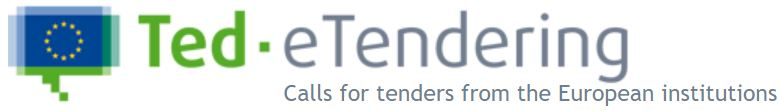 Ted·eTendering
Calls for tenders from the European institutions